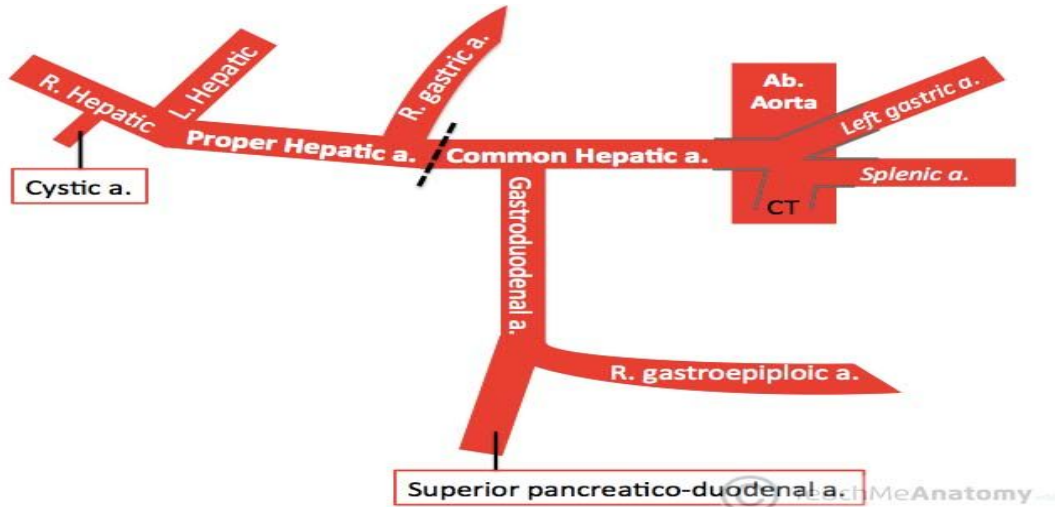 R. Hepatic
L. Hepatic
R. gastric a.
Ab.
Aorta
Left gastric a.
Proper Hepatic a.
Common Hepatic a.
Splenic a.
Cystic a.
CT
Gastroduodenal a.
R. gastroepiploic a.
Superior pancreatico-duodenal a.
© TeachMeAnatomy